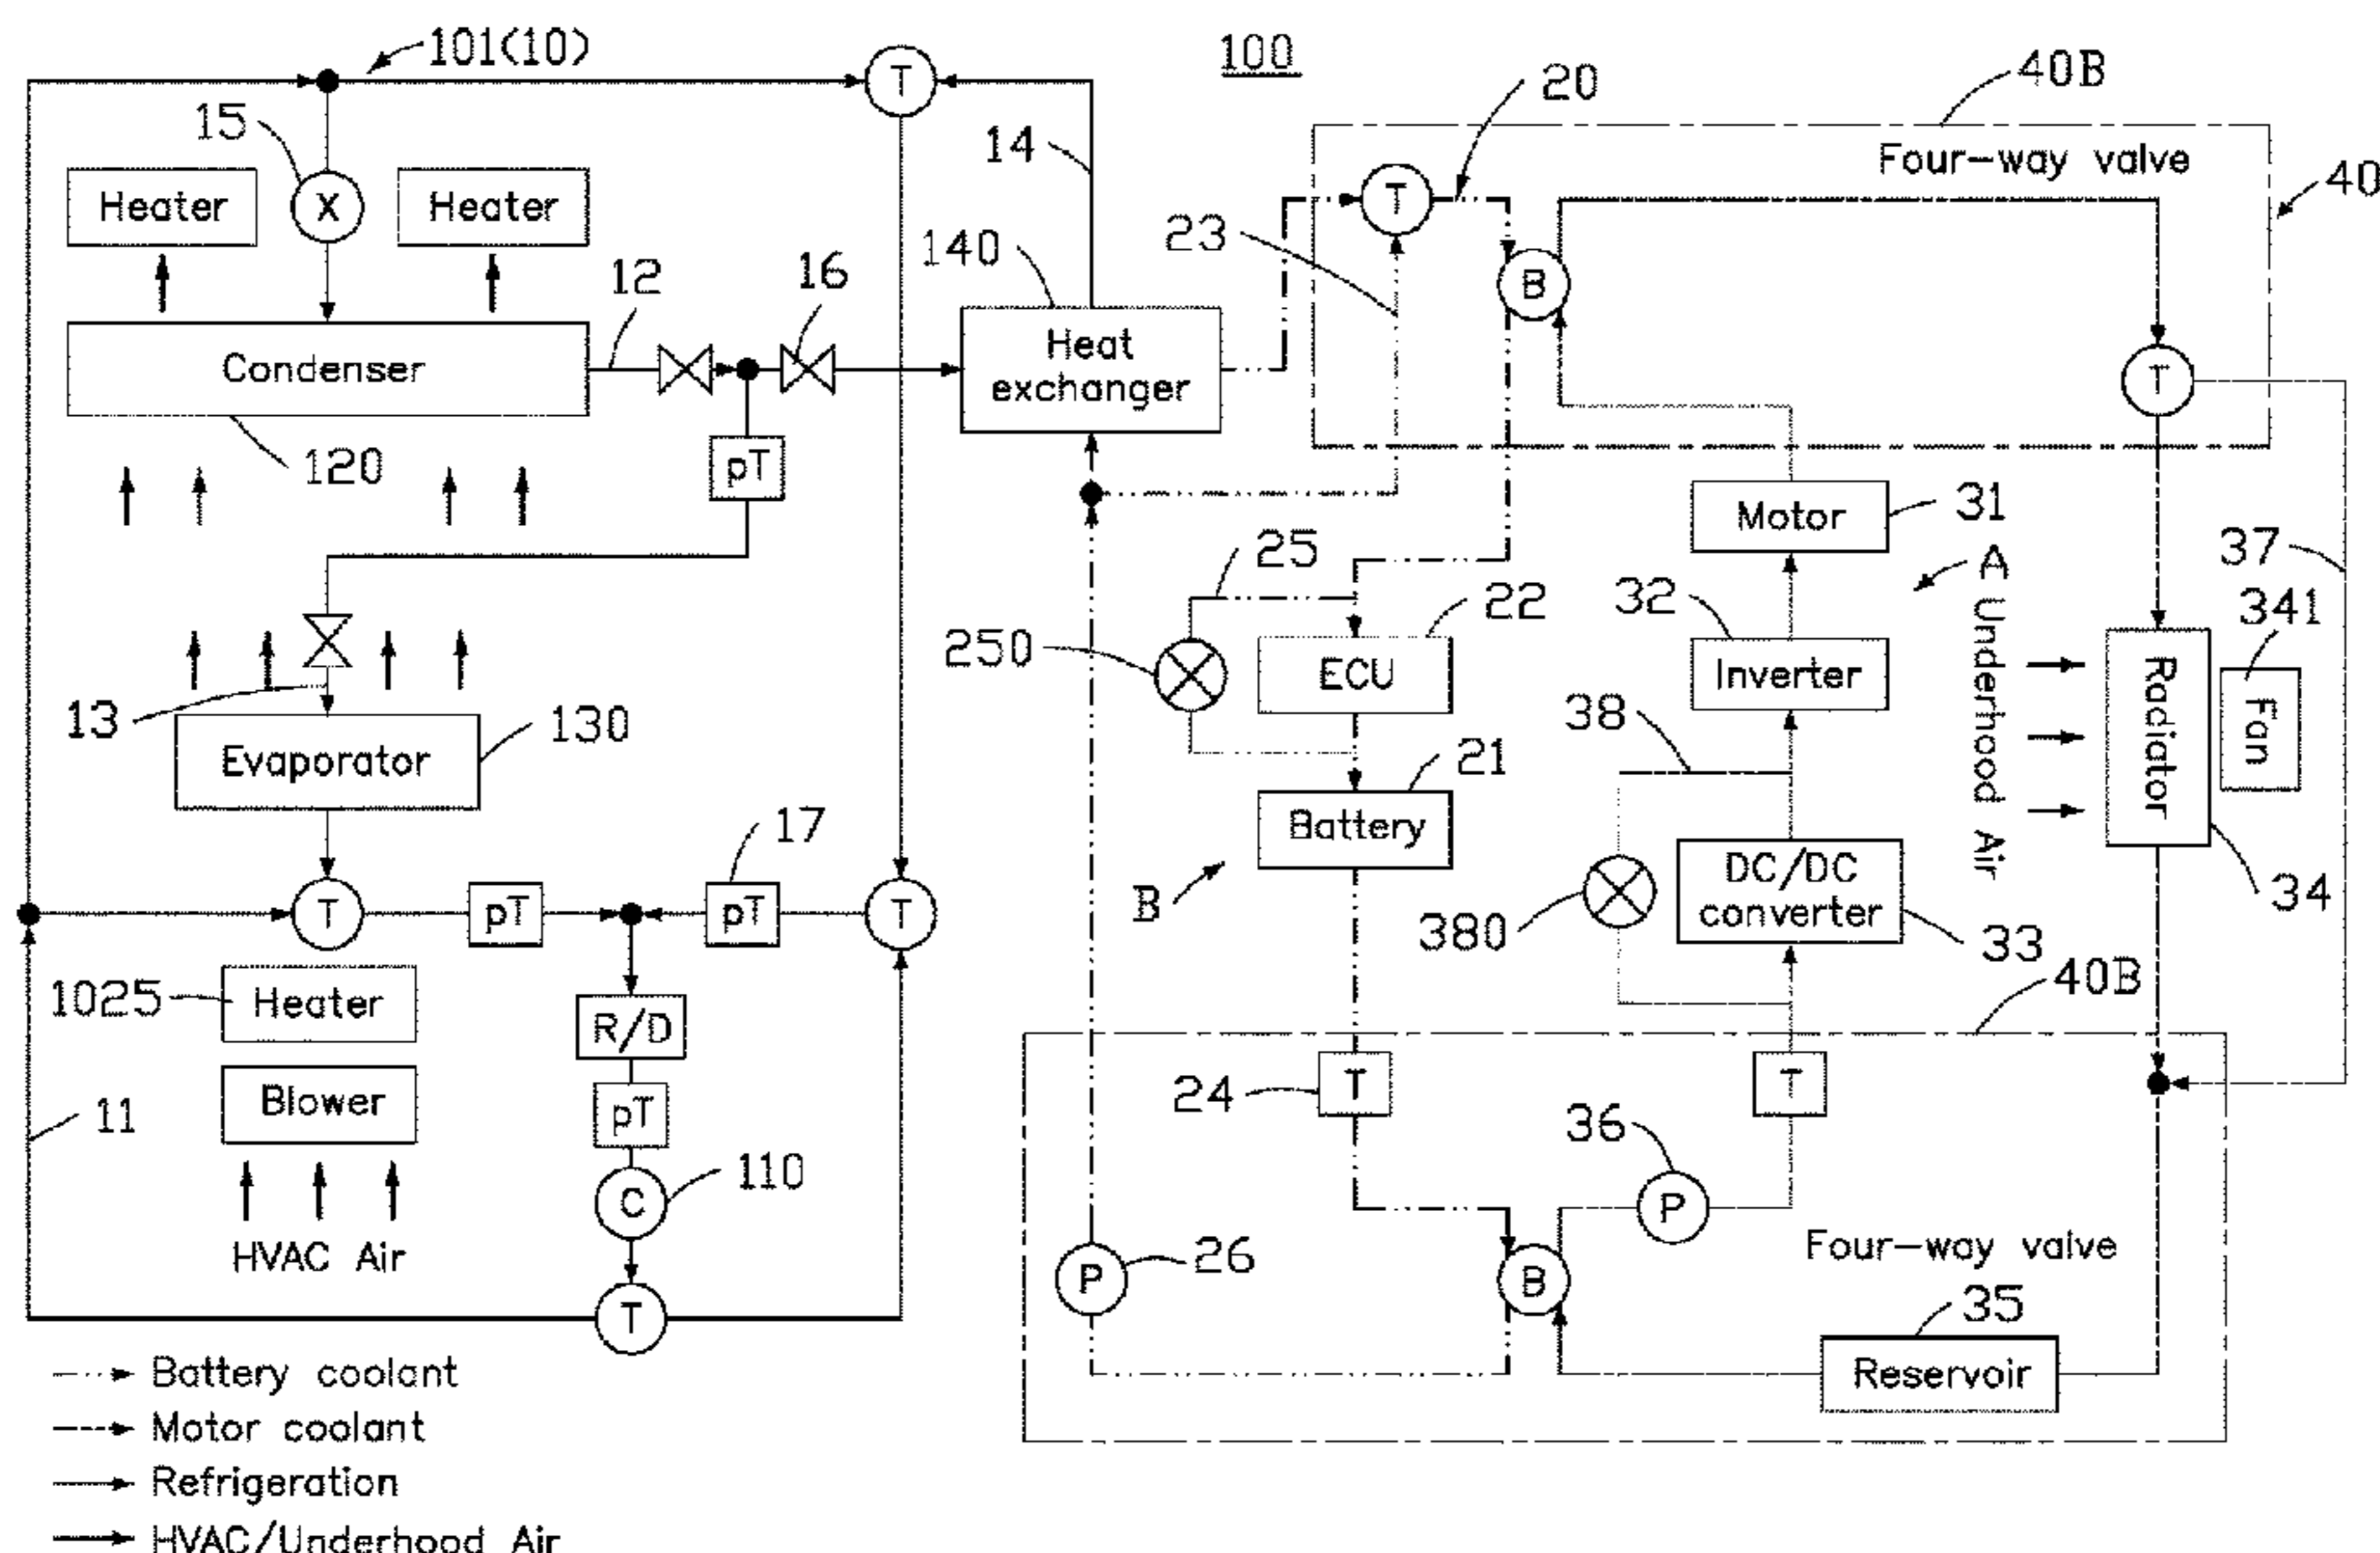 101(10)
100
40B
20
T
15
14
Four-way valve
40
Heater
X
Heater
T
23
140
16
12
B
Condenser
Heat
exchanger
T
120
pT
Motor
31
25
37
A
22
32
341
250
ECU
Inverter
Underhood Air
Radiator
Fan
13
130
38
Evaporator
21
17
Battery
DC/DC
converter
B
34
T
pT
pT
T
380
33
1025
Heater
40B
R/D
Blower
pT
24
T
T
11
36
110
C
P
HVAC Air
26
Four-way valve
P
B
35
T
Reservoir
Battery coolant
Motor coolant
Refrigeration
HVAC/Underhood Air